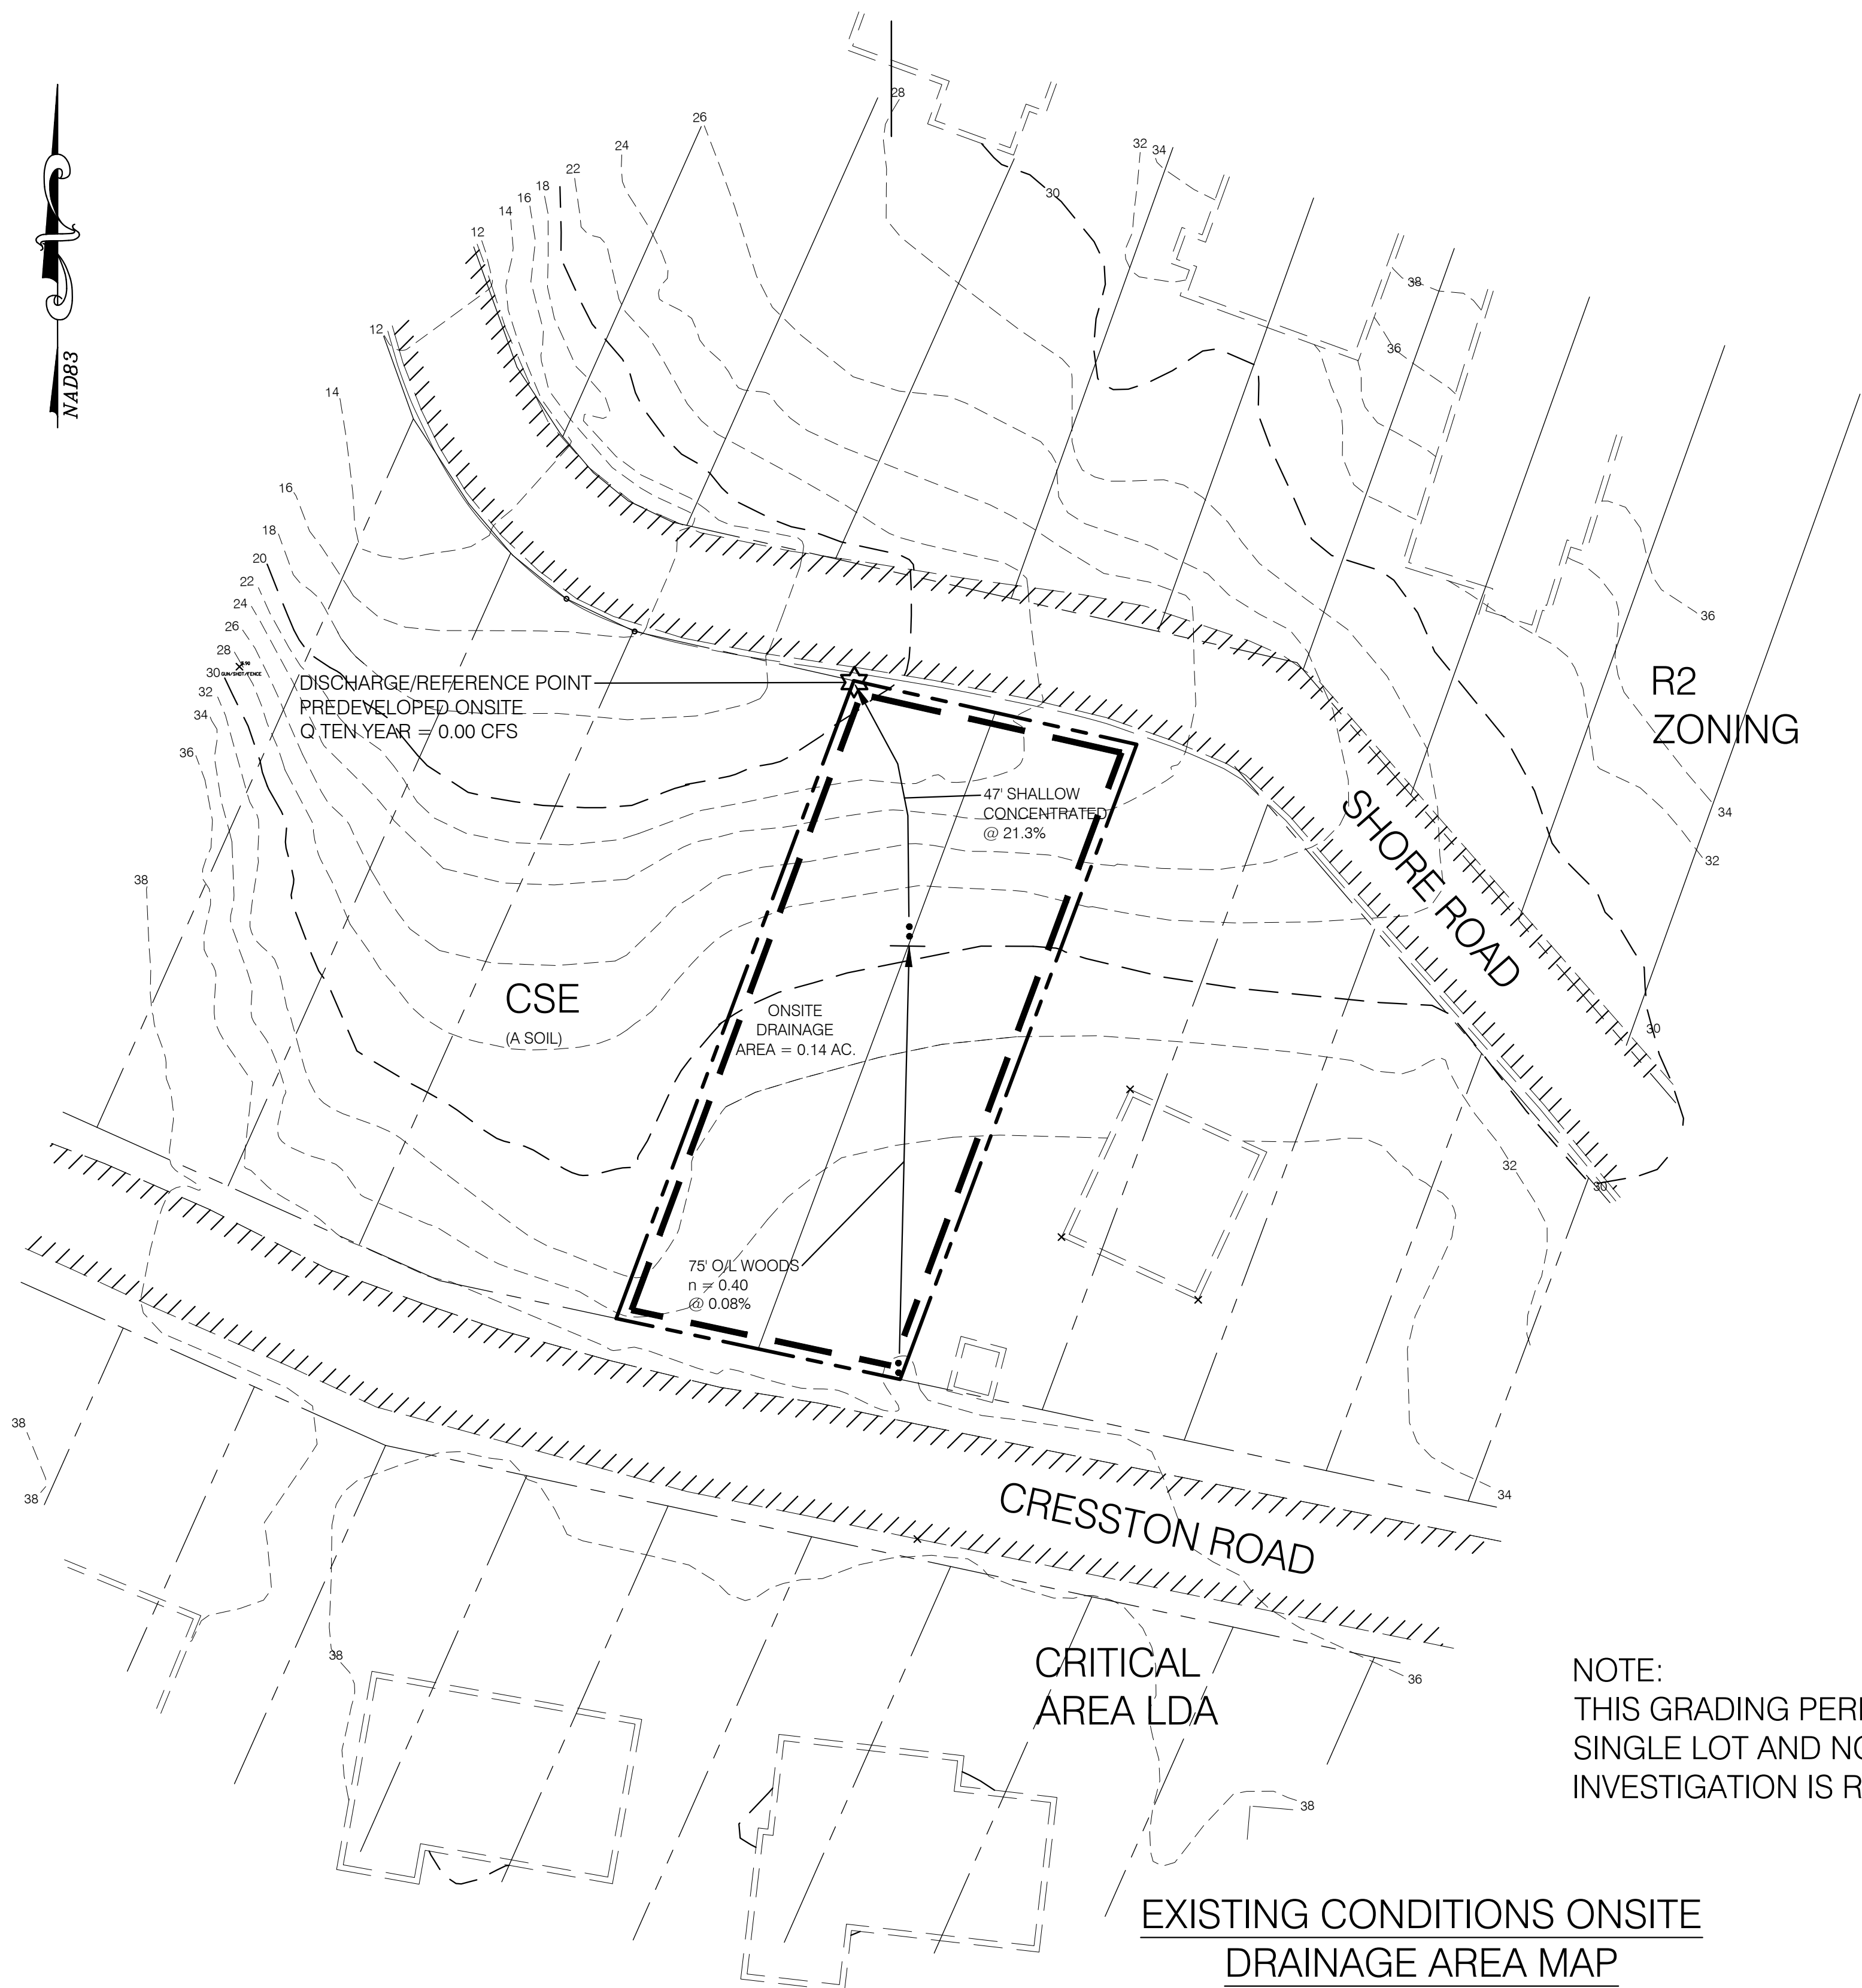 NAD83
28
26
24
22
18
16
14
12
12
32
34
30
38
36
14
16
18
20
22
24
26
28
30
32
34
36
38
DISCHARGE/REFERENCE POINT
PREDEVELOPED ONSITE
Q TEN YEAR = 0.00 CFS
47' SHALLOW
CONCENTRATED
@ 21.3%
R2
ZONING
36
34
32
SHORE ROAD
CSE
(A SOIL)
ONSITE
DRAINAGE
AREA = 0.14 AC.
30
32
30
75' O/L WOODS
n = 0.40
@ 0.08%
34
38
38
CRESSTON ROAD
38
CRITICAL
AREA LDA
36
38
NOTE:
THIS GRADING PER
SINGLE LOT AND
INVESTIGATION IS
EXISTING CONDITIONS ONSITE
DRAINAGE AREA MAP